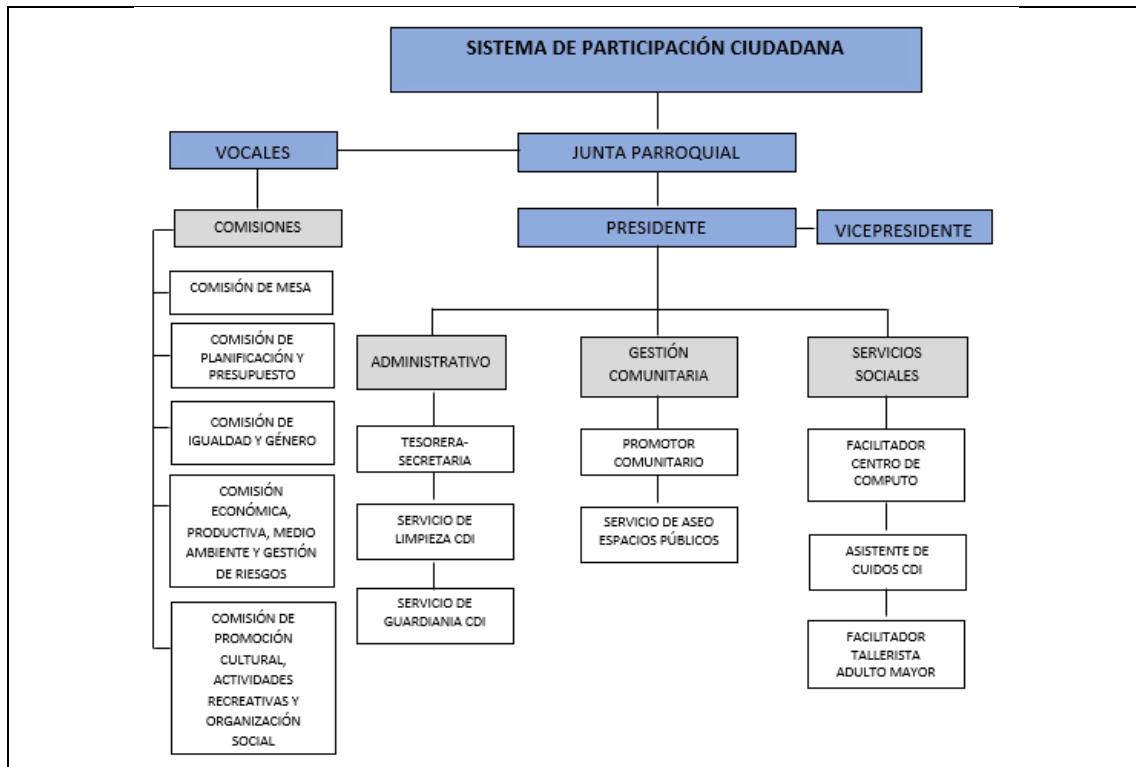 SISTEMA DE PARTICIPACIÓN CIUDADANA
VOCALES
JUNTA PARROQUIAL
COMISIONES
PRESIDENTE
VICEPRESIDENTE
COMISIÓN DE MESA
COMISIÓN DE
PLANIFICACIÓN Y
PRESUPUESTO
COMISIÓN DE
IGUALDAD Y GÉNERO
COMISIÓN
ECONÓMICA,
PRODUCTIVA, MEDIO
AMBIENTE Y GESTIÓN
DE RIESGOS
COMISIÓN DE
PROMOCIÓN
CULTURAL,
ACTIVIDADES
RECREATIVAS Y
ORGANIZACIÓN
SOCIAL
ADMINISTRATIVO
TESORERA-
SECRETARIA
SERVICIO DE
LIMPIEZA CDI
SERVICIO DE
GUARDIANIA CDI
GESTIÓN
COMUNITARIA
PROMOTOR
COMUNITARIO
SERVICIO DE ASEO
ESPACIOS PÚBLICOS
SERVICIOS
SOCIALES
FACILITADOR
CENTRO DE
COMPUTO
ASISTENTE DE
CUIDOS CDI
FACILITADOR
TALLERISTA
ADULTO MAYOR